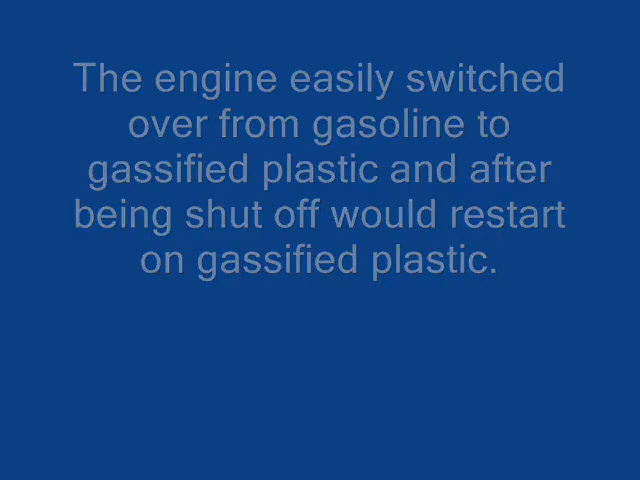 The engine easily switched
over from gasoline to
gassified plastic and after
being shut off would restart
on gassified plastic.